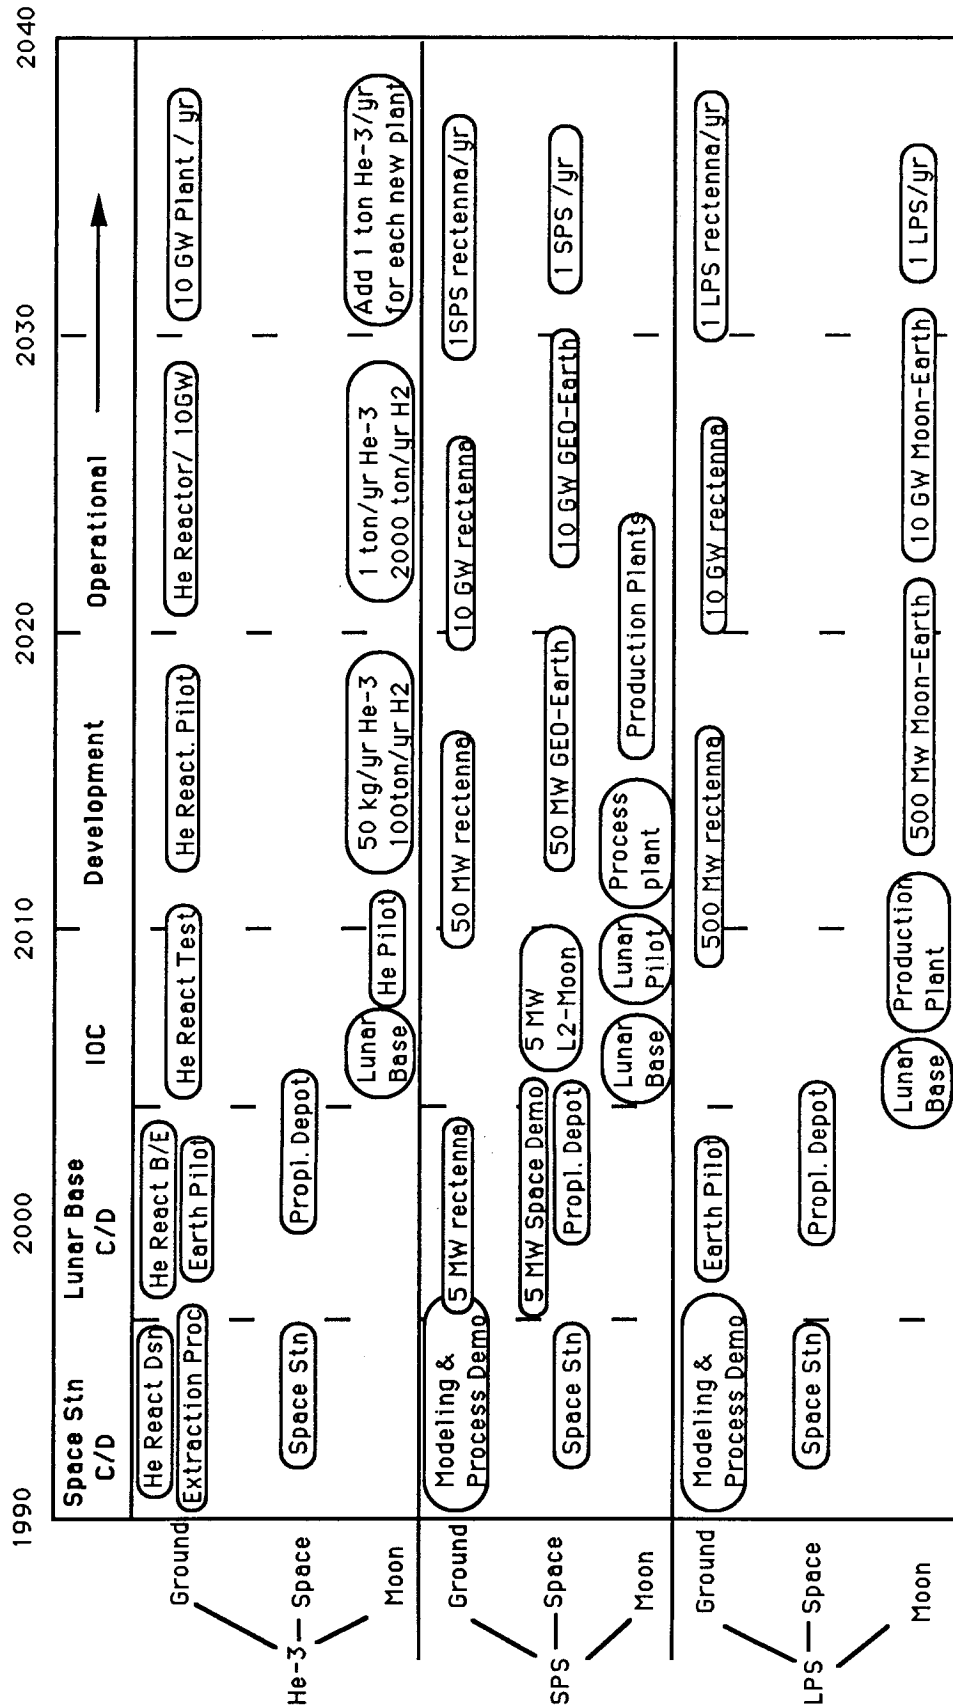 1990
2000
2010
2020
2030
2040
Space Stn
C/D
Lunar Base
C/D
IOC
Development
Operational
He-3
Ground
He React Dsn
Extraction Proc
He React B/E
Earth Pilot
He React Test
He React. Pilot
He Reactor/ 10GW
10 GW Plant / yr
Space
Space Stn
Propl. Depot
Moon
Lunar
Base
He Pilot
50 kg/yr He-3
100ton/yr H2
1 ton/yr He-3
2000 ton/yr H2
Add 1 ton He-3/yr
for each new plant
SPS
Ground
Modeling &
Process Demo
5 MW rectenna
50 MW rectenna
10 GW rectenna
1SPS rectenna/yr
Space
Space Stn
5 MW Space Demo
Propl. Depot
5 MW
L2-Moon
50 MW GEO-Earth
10 GW GEO-Earth
1 SPS /yr
Moon
Lunar
Base
Lunar
Pilot
Process
plant
Production Plants
LPS
Ground
Modeling &
Process Demo
Earth Pilot
500 Mw rectenna
10 GW rectenna
1 LPS rectenna/yr
Space
Space Stn
Propl. Depot
Moon
Lunar
Base
Production
Plant
500 Mw Moon-Earth
10 GW Moon-Earth
1 LPS/yr